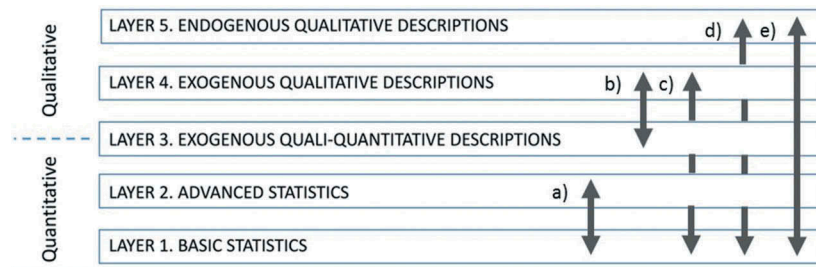 LAYER 5. ENDOGENOUS QUALITATIVE DESCRIPTIONS
d) e)
Qualitative
LAYER 4. EXOGENOUS QUALITATIVE DESCRIPTIONS
b) c)
LAYER 3. EXOGENOUS QUALI-QUANTITATIVE DESCRIPTIONS
Quantitative
LAYER 2. ADVANCED STATISTICS
a)
LAYER 1. BASIC STATISTICS